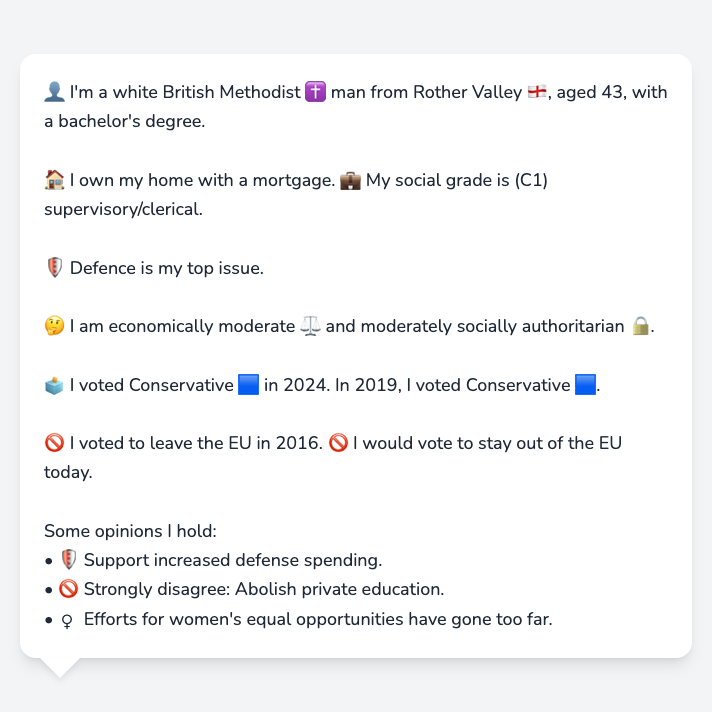 👤 I'm a white British Methodist ✝️ man from Rother Valley 🏴󠁧󠁢󠁥󠁮󠁧󠁿, aged 43, with
a bachelor's degree.
🏠 I own my home with a mortgage. 💼 My social grade is (C1)
supervisory/clerical.
🛡️ Defence is my top issue.
🤔 I am economically moderate ⚖️ and moderately socially authoritarian 🔒.
🗳️ I voted Conservative 🟦 in 2024. In 2019, I voted Conservative 🟦.
🚫 I voted to leave the EU in 2016. 🚫 I would vote to stay out of the EU
today.
Some opinions I hold:
• 🛡️ Support increased defense spending.
• 🚫 Strongly disagree: Abolish private education.
• ♀ Efforts for women's equal opportunities have gone too far.